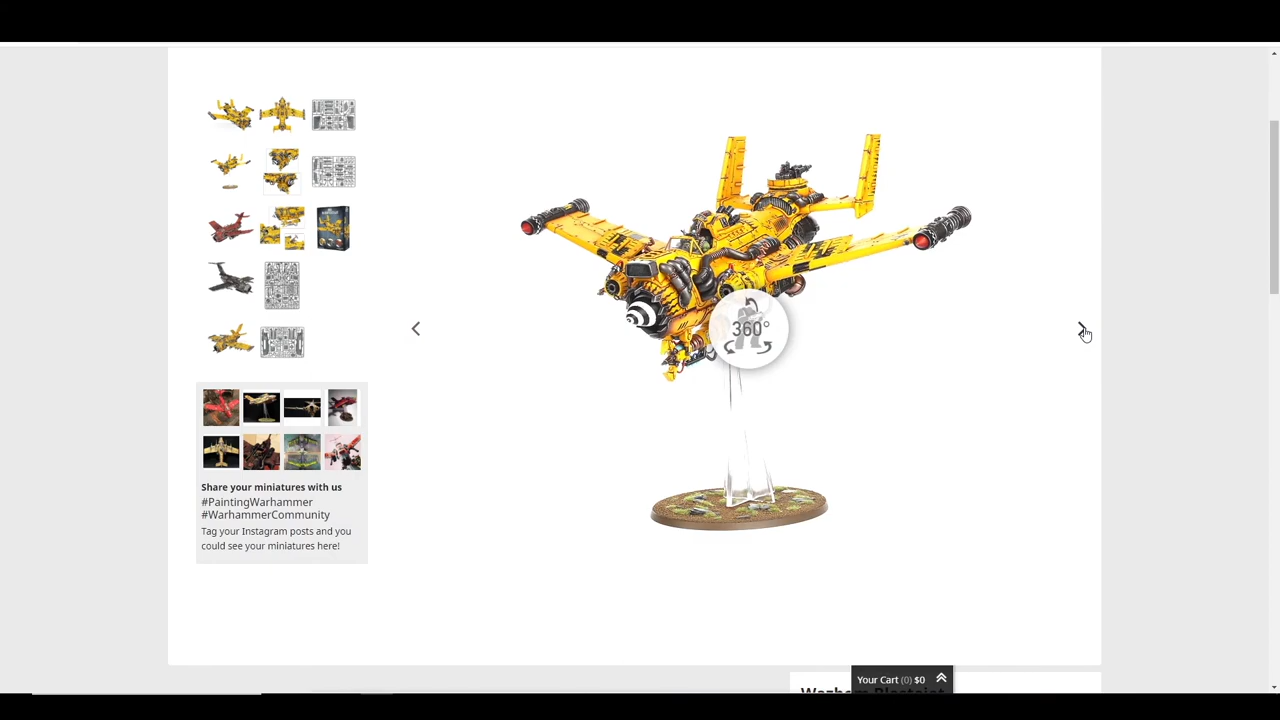 360°
Share your miniatures with us
#PaintingWarhammer
#WarhammerCommunity
Tag your Instagram posts and you
could see your miniatures here!
Your Cart (0) $0